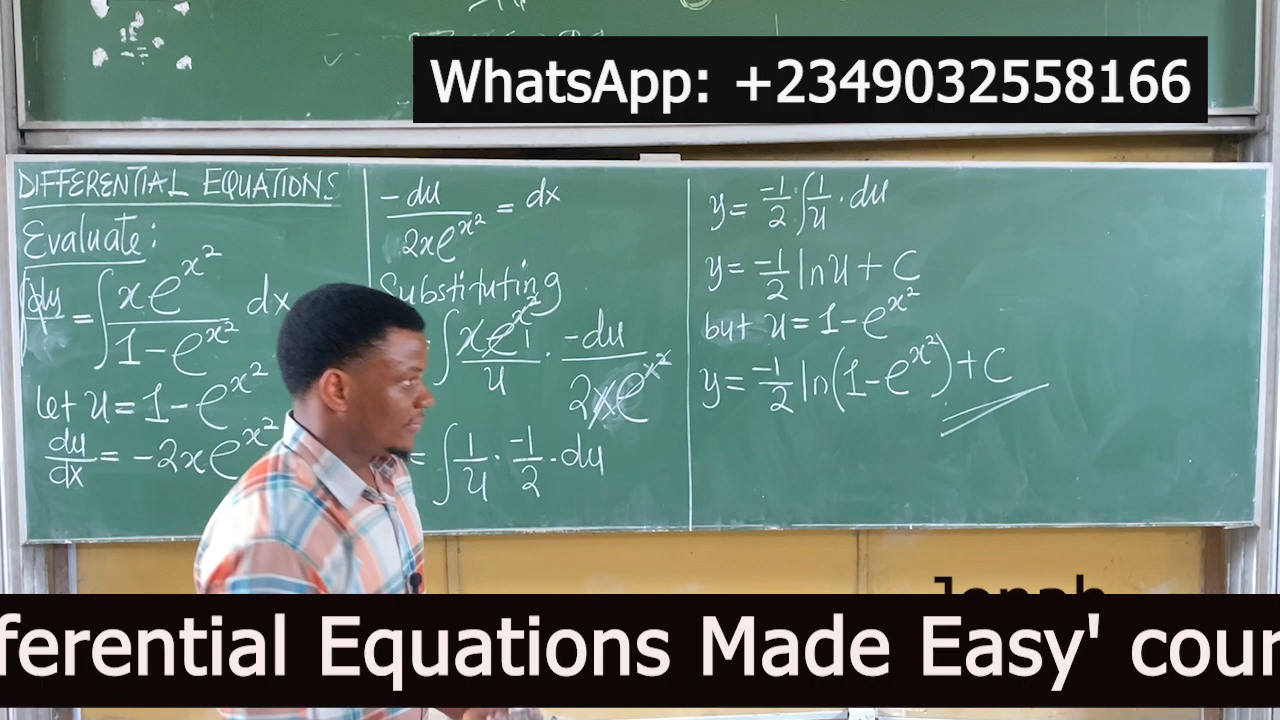 WhatsApp: +2349032558166
DIFFERENTIAL EQUATIONS
Evaluate:
∫dy = ∫ xe^x² / 1-e^x² dx
let u = 1-e^x²
du/dx = -2xe^x²
-du / 2xe^x² = dx
Substituting
∫ xe^x² / u · -du / 2xe^x²
= ∫ 1/u · -1/2 · du
y = -1/2 ∫ 1/u · du
y = -1/2 ln u + C
but u = 1-e^x²
y = -1/2 ln(1-e^x²) + C
Jonah
ferential Equations Made Easy' cour